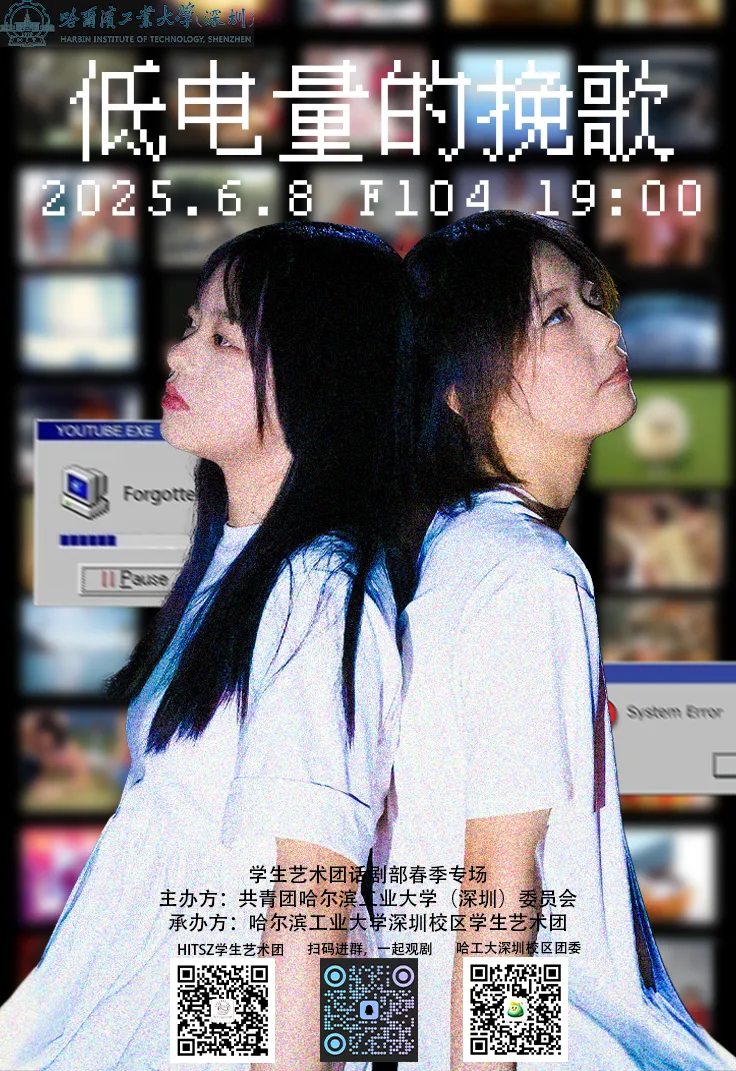 哈尔滨工业大学(深圳)
HARBIN INSTITUTE OF TECHNOLOGY, SHENZHEN
低电量的挽歌
2025.6.8 F104 19:00
YOUTUBE.EXE
Forgotte
Pause
System Error
学生艺术团话剧部春季专场
主办方：共青团哈尔滨工业大学（深圳）委员会
承办方：哈尔滨工业大学深圳校区学生艺术团
HITSZ学生艺术团 扫码进群，一起观剧 哈工大深圳校区团委